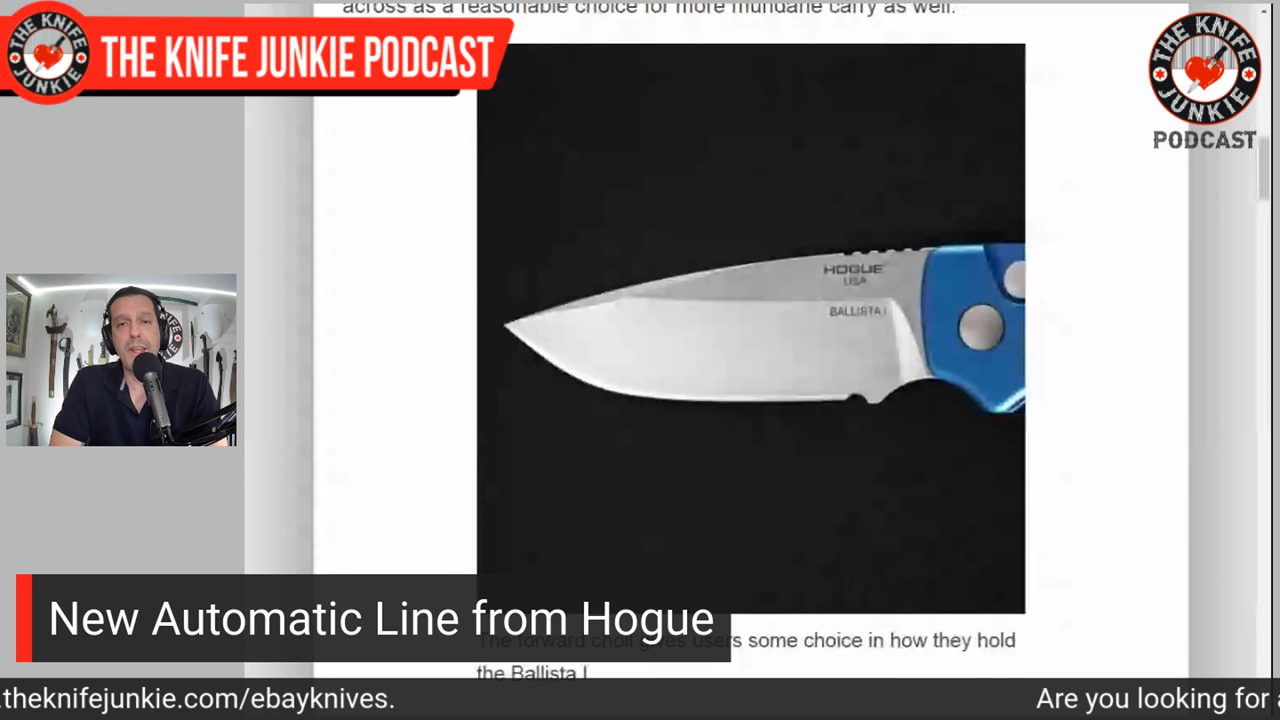 across as a reasonable choice for more mundane carry as well.
THE KNIFE JUNKIE PODCAST
THE KNIFE
JUNKIE
THE KNIFE
JUNKIE
PODCAST
HOGUE
USA
BALLISTA I
New Automatic Line from Hogue
The forward choil gives users some choice in how they hold
the Ballista I
.theknifejunkie.com/ebayknives.
Are you looking for a